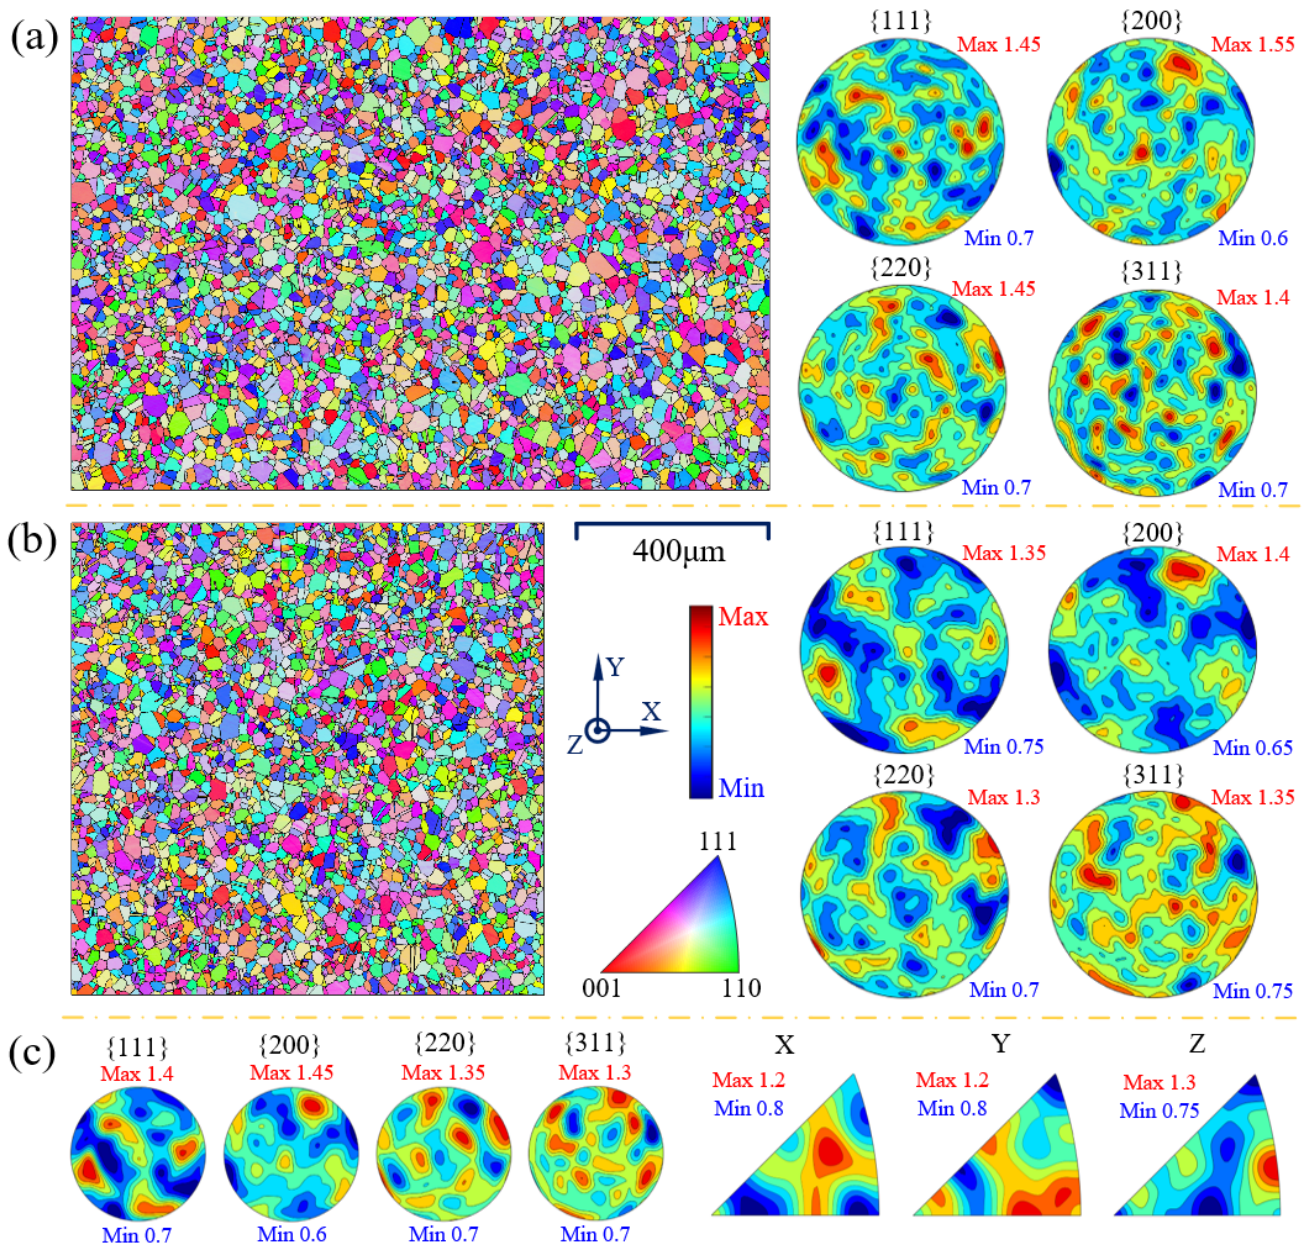 (a)
{111}
Max 1.45
Min 0.7
{200}
Max 1.55
Min 0.6
{220}
Max 1.45
Min 0.7
{311}
Max 1.4
Min 0.7
(b)
400μm
Max
Min
Y
X
Z
111
001
110
{111}
Max 1.35
Min 0.75
{200}
Max 1.4
Min 0.65
{220}
Max 1.3
Min 0.7
{311}
Max 1.35
Min 0.75
(c)
{111}
Max 1.4
Min 0.7
{200}
Max 1.45
Min 0.6
{220}
Max 1.35
Min 0.7
{311}
Max 1.3
Min 0.7
X
Max 1.2
Min 0.8
Y
Max 1.2
Min 0.8
Z
Max 1.3
Min 0.75